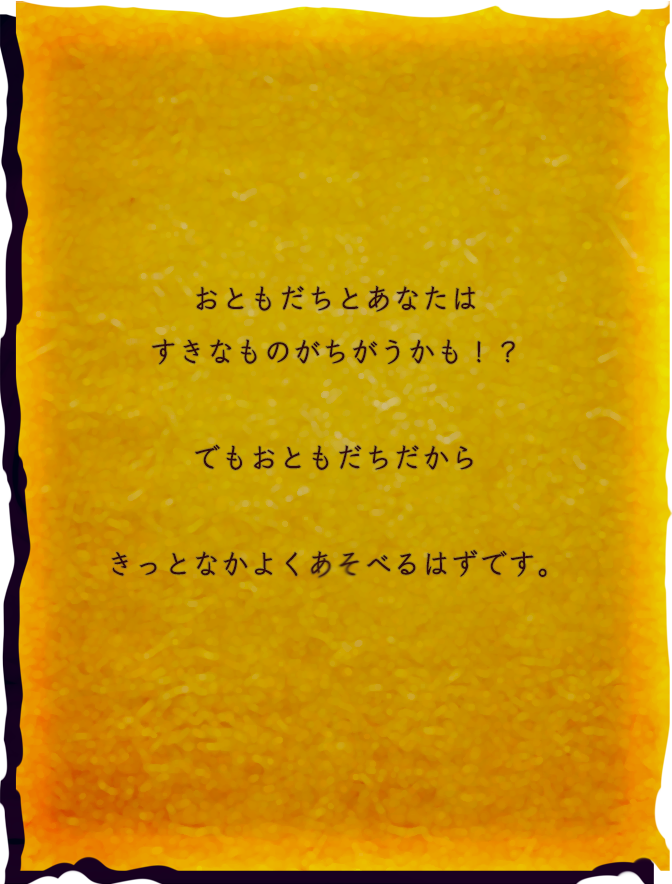 おともだちとあなたは
すきなものがちがうかも！？
でもおともだちだから
きっとなかよくあそべるはずです。